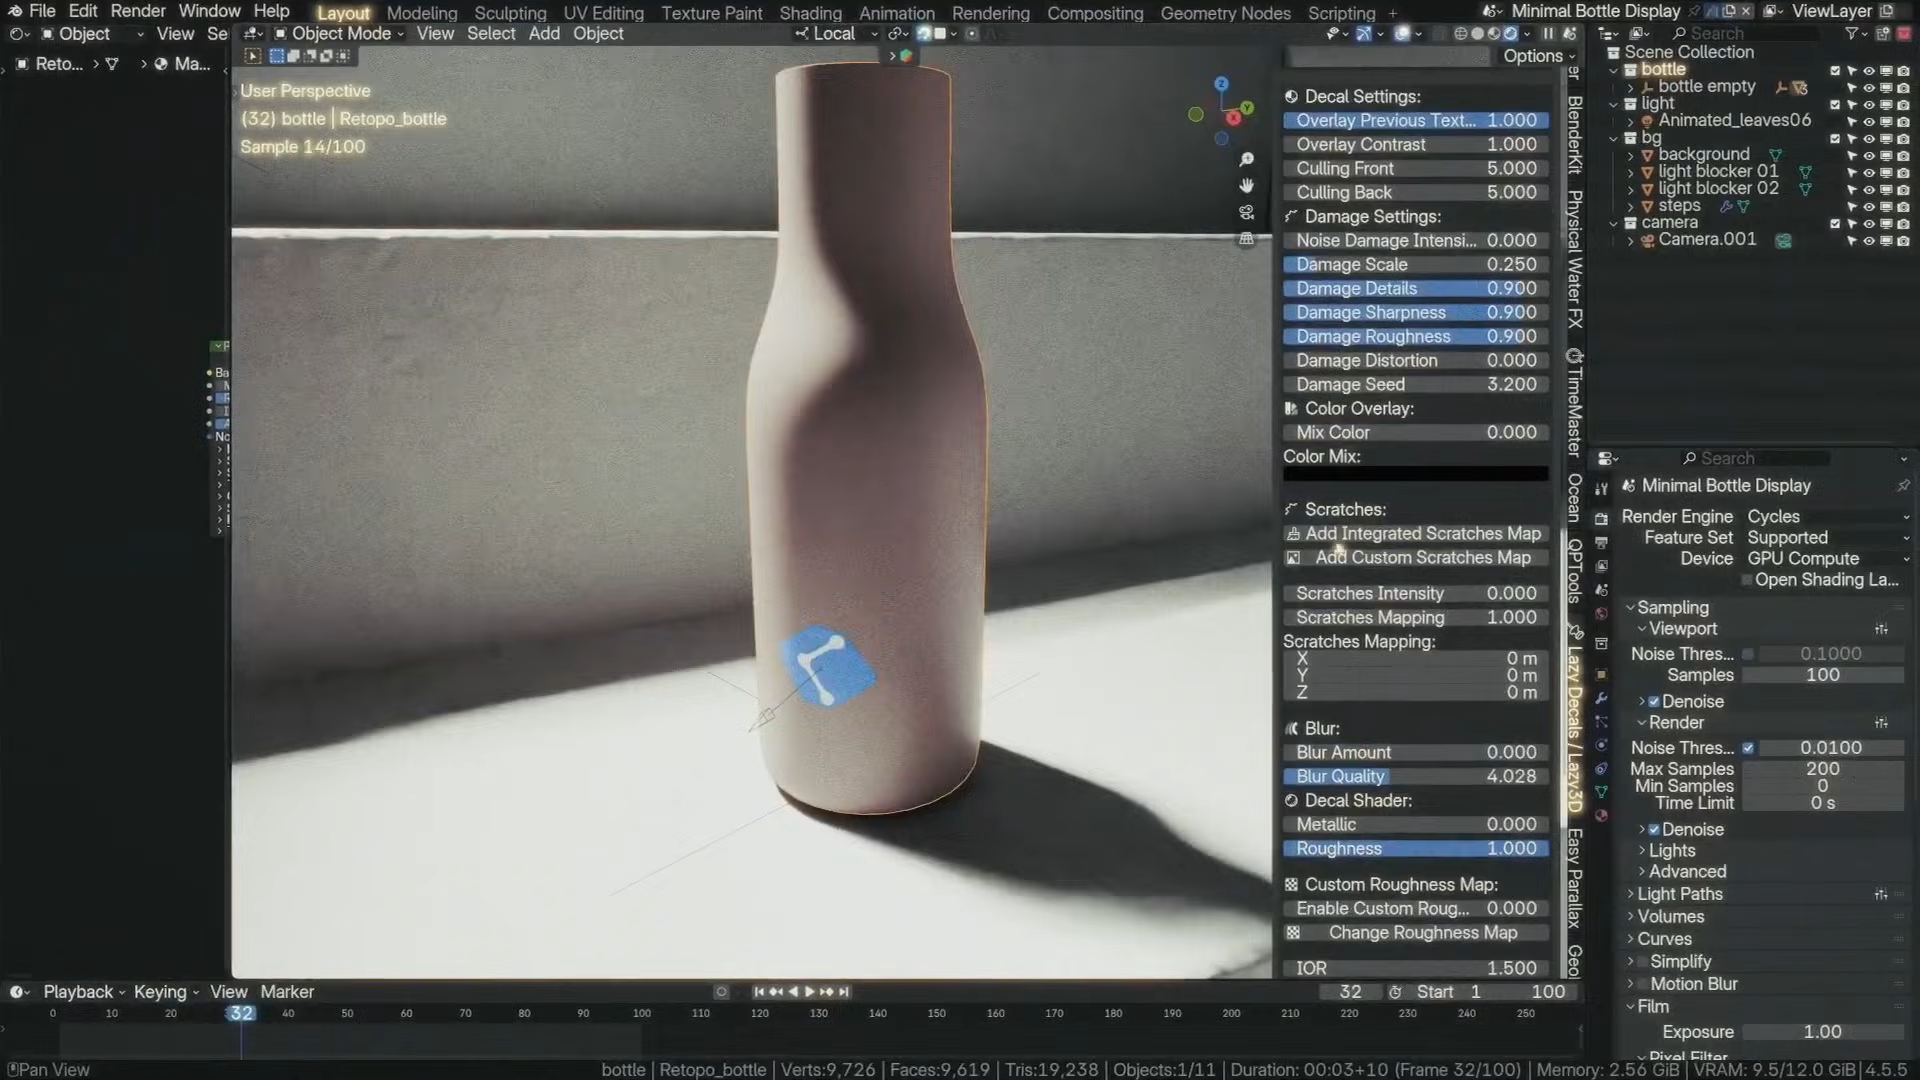 File Edit Render Window Help Layout Modeling Sculpting UV Editing Texture Paint Shading Animation Rendering Compositing Geometry Nodes Scripting + Minimal Bottle Display ViewLayer
Object View Se Object Mode View Select Add Object Local Search
Reto... Ma... Options
User Perspective
(32) bottle | Retopo_bottle
Sample 14/100
Decal Settings:
Overlay Previous Text... 1.000
Overlay Contrast 1.000
Culling Front 5.000
Culling Back 5.000
Damage Settings:
Noise Damage Intensi... 0.000
Damage Scale 0.250
Damage Details 0.900
Damage Sharpness 0.900
Damage Roughness 0.900
Damage Distortion 0.000
Damage Seed 3.200
Color Overlay:
Mix Color 0.000
Color Mix:
Scratches:
Add Integrated Scratches Map
Add Custom Scratches Map
Scratches Intensity 0.000
Scratches Mapping 1.000
Scratches Mapping:
X 0 m
Y 0 m
Z 0 m
Blur:
Blur Amount 0.000
Blur Quality 4.028
Decal Shader:
Metallic 0.000
Roughness 1.000
Custom Roughness Map:
Enable Custom Roug... 0.000
Change Roughness Map
IOR 1.500
BlenderKit
Physical Water FX
TimeMaster
Ocean
QPTools
Lazy Decals / Lazy3D
Easy Parallax
Geol
Scene Collection
bottle
bottle empty
light
Animated_leaves06
bg
background
light blocker 01
light blocker 02
steps
camera
Camera.001
Search
Minimal Bottle Display
Render Engine Cycles
Feature Set Supported
Device GPU Compute
Open Shading La...
Sampling
Viewport
Noise Thres... 0.1000
Samples 100
Denoise
Render
Noise Thres... 0.0100
Max Samples 200
Min Samples 0
Time Limit 0 s
Denoise
Lights
Advanced
Light Paths
Volumes
Curves
Simplify
Motion Blur
Film
Exposure 1.00
Pixel Filter
Playback Keying View Marker 32 Start 1 100
0 10 20 32 40 50 60 70 80 90 100 110 120 130 140 150 160 170 180 190 200 210 220 230 240 250
Pan View bottle | Retopo_bottle | Verts:9,726 | Faces:9,619 | Tris:19,238 | Objects:1/11 | Duration: 00:03+10 (Frame 32/100) | Memory: 2.56 GiB | VRAM: 9.5/12.0 GiB | 4.5.5